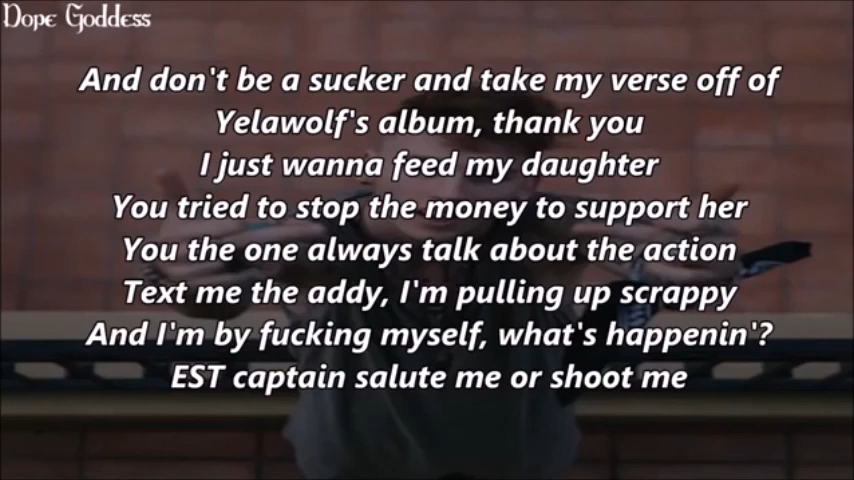 Dope Goddess
And don't be a sucker and take my verse off of
Yelawolf's album, thank you
I just wanna feed my daughter
You tried to stop the money to support her
You the one always talk about the action
Text me the addy, I'm pulling up scrappy
And I'm by fucking myself, what's happenin'?
EST captain salute me or shoot me